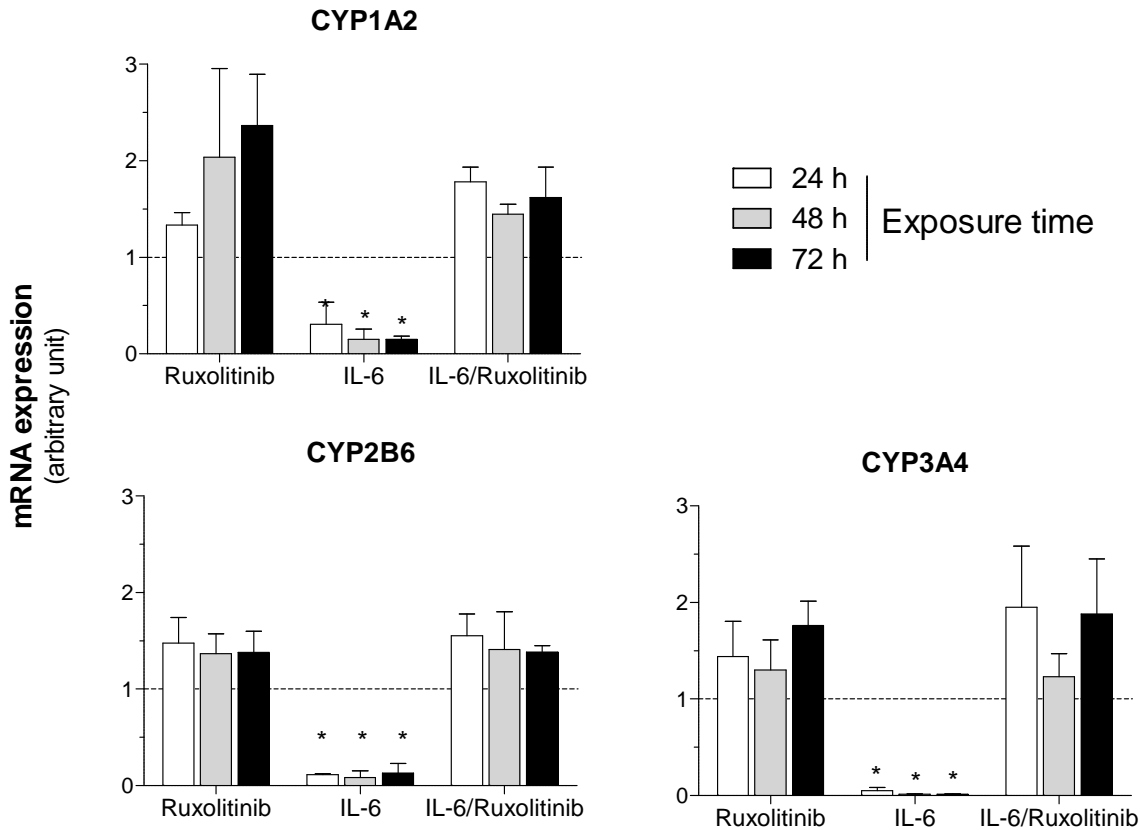 CYP1A2
3
2
1
0
* * *
Ruxolitinib IL-6 IL-6/Ruxolitinib
24 h
48 h
72 h
Exposure time
mRNA expression
(arbitrary unit)
CYP2B6
3
2
1
0
* * *
Ruxolitinib IL-6 IL-6/Ruxolitinib
CYP3A4
3
2
1
0
* * *
Ruxolitinib IL-6 IL-6/Ruxolitinib